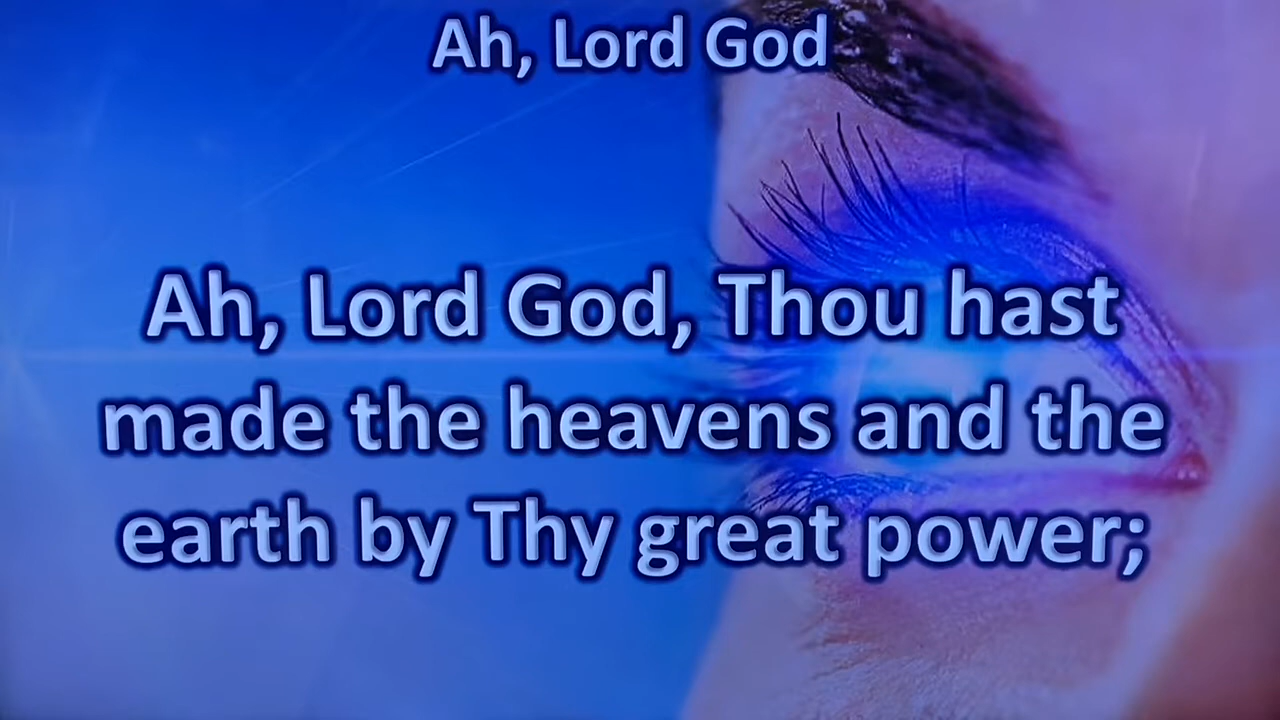 Ah, Lord God
Ah, Lord God, Thou hast
made the heavens and the
earth by Thy great power;